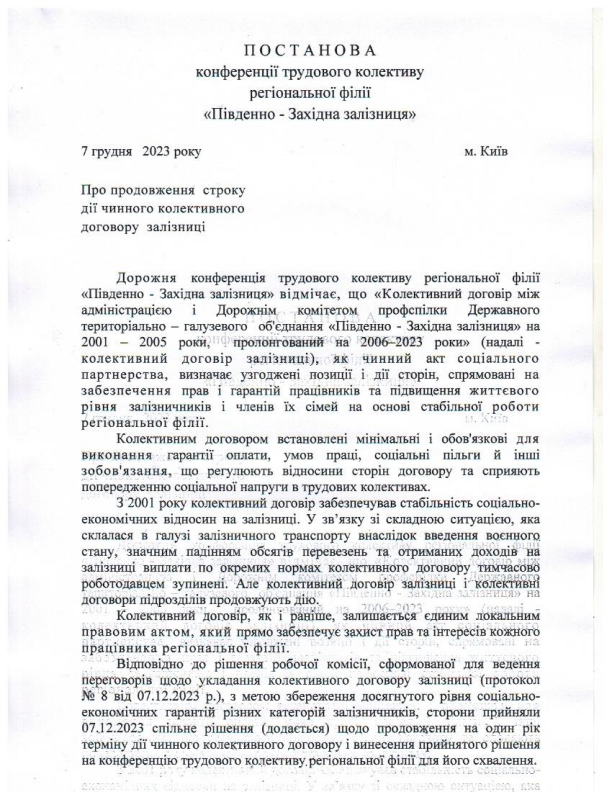 ПОСТАНОВА
конференції трудового колективу
регіональної філії
«Південно - Західна залізниця»
7 грудня 2023 року м. Київ
Про продовження строку
дії чинного колективного
договору залізниці
Дорожня конференція трудового колективу регіональної філії
«Південно - Західна залізниця» відмічає, що «Колективний договір між
адміністрацією і Дорожнім комітетом профспілки Державного
територіально – галузевого об'єднання «Південно - Західна залізниця» на
2001 – 2005 роки, пролонгований на 2006-2023 роки» (надалі -
колективний договір залізниці), як чинний акт соціального
партнерства, визначає узгоджені позиції і дії сторін, спрямовані на
забезпечення прав і гарантій працівників та підвищення життєвого
рівня залізничників і членів їх сімей на основі стабільної роботи
регіональної філії.
Колективним договором встановлені мінімальні і обов'язкові для
виконання гарантії оплати, умов праці, соціальні пільги й інші
зобов'язання, що регулюють відносини сторін договору та сприяють
попередженню соціальної напруги в трудових колективах.
З 2001 року колективний договір забезпечував стабільність соціально-
економічних відносин на залізниці. У зв'язку зі складною ситуацією, яка
склалася в галузі залізничного транспорту внаслідок введення воєнного
стану, значним падінням обсягів перевезень та отриманих доходів на
залізниці виплати по окремих нормах колективного договору тимчасово
роботодавцем зупинені. Але колективний договір залізниці і колективні
договори підрозділів продовжують дію.
Колективний договір, як і раніше, залишається єдиним локальним
правовим актом, який прямо забезпечує захист прав та інтересів кожного
працівника регіональної філії.
Відповідно до рішення робочої комісії, сформованої для ведення
переговорів щодо укладання колективного договору залізниці (протокол
№ 8 від 07.12.2023 р.), з метою збереження досягнутого рівня соціально-
економічних гарантій різних категорій залізничників, сторони прийняли
07.12.2023 спільне рішення (додається) щодо продовження на один рік
терміну дії чинного колективного договору і винесення прийнятого рішення
на конференцію трудового колективу регіональної філії для його схвалення.